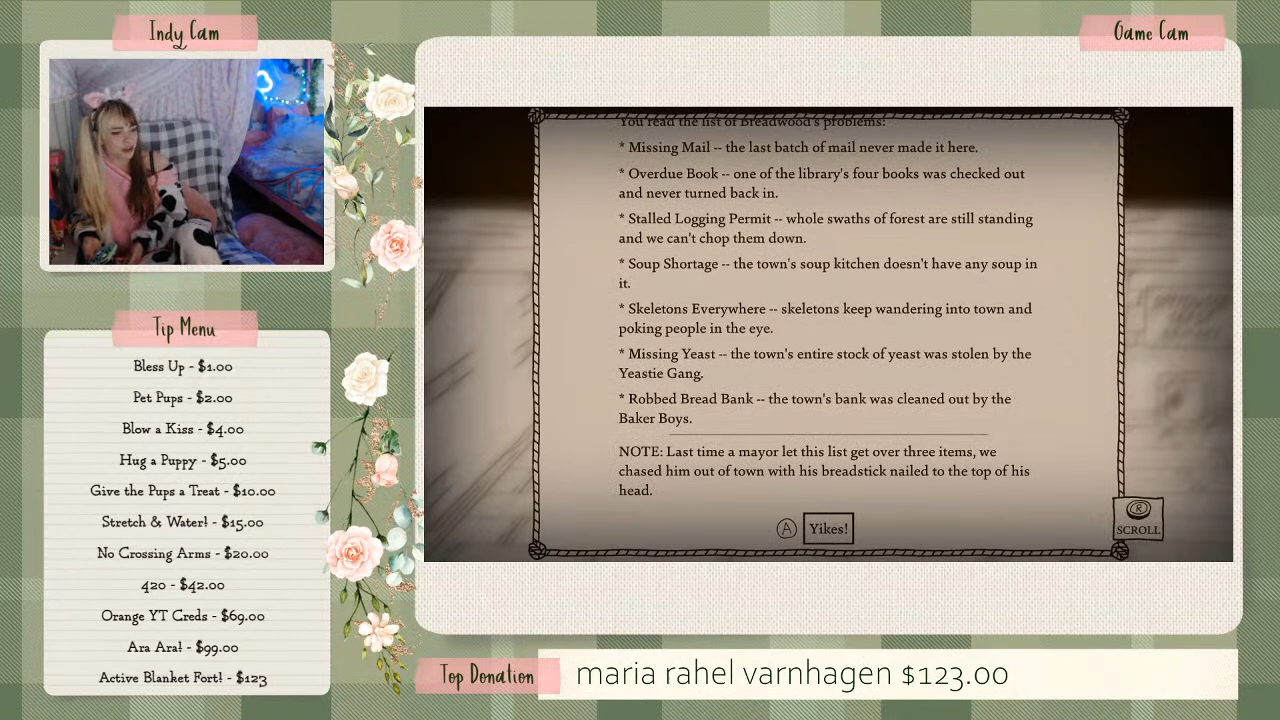 Indy Cam
Game Cam
You read the list of Breadwood's problems:
* Missing Mail -- the last batch of mail never made it here.
* Overdue Book -- one of the library's four books was checked out
and never turned back in.
* Stalled Logging Permit -- whole swaths of forest are still standing
and we can't chop them down.
* Soup Shortage -- the town's soup kitchen doesn't have any soup in
it.
* Skeletons Everywhere -- skeletons keep wandering into town and
poking people in the eye.
* Missing Yeast -- the town's entire stock of yeast was stolen by the
Yeastie Gang.
* Robbed Bread Bank -- the town's bank was cleaned out by the
Baker Boys.
NOTE: Last time a mayor let this list get over three items, we
chased him out of town with his breadstick nailed to the top of his
head.
A Yikes!
R
SCROLL
Tip Menu
Bless Up - $1.00
Pet Pups - $2.00
Blow a Kiss - $4.00
Hug a Puppy - $5.00
Give the Pups a Treat - $10.00
Stretch & Water! - $15.00
No Crossing Arms - $20.00
420 - $42.00
Orange YT Creds - $69.00
Ara Ara! - $99.00
Active Blanket Fort! - $123
Top Donation
maria rahel varnhagen $123.00